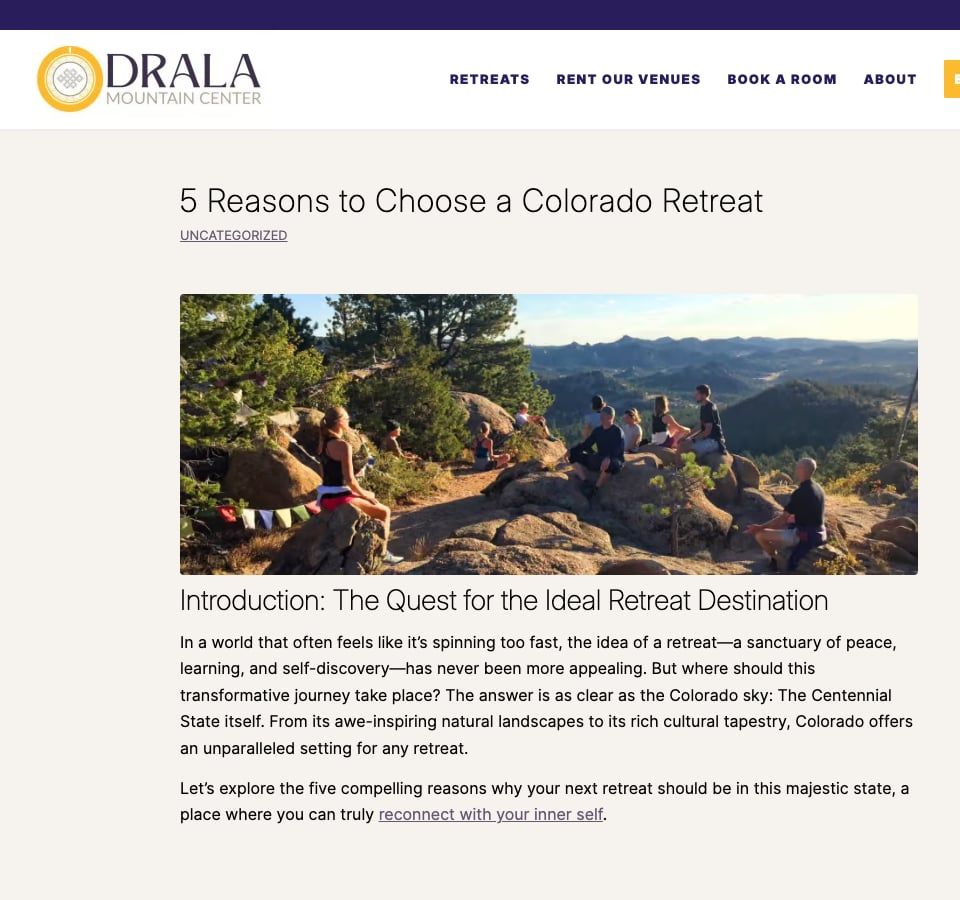 DRALA
MOUNTAIN CENTER
RETREATS RENT OUR VENUES BOOK A ROOM ABOUT
5 Reasons to Choose a Colorado Retreat
UNCATEGORIZED
Introduction: The Quest for the Ideal Retreat Destination
In a world that often feels like it’s spinning too fast, the idea of a retreat—a sanctuary of peace,
learning, and self-discovery—has never been more appealing. But where should this
transformative journey take place? The answer is as clear as the Colorado sky: The Centennial
State itself. From its awe-inspiring natural landscapes to its rich cultural tapestry, Colorado offers
an unparalleled setting for any retreat.
Let’s explore the five compelling reasons why your next retreat should be in this majestic state, a
place where you can truly reconnect with your inner self.